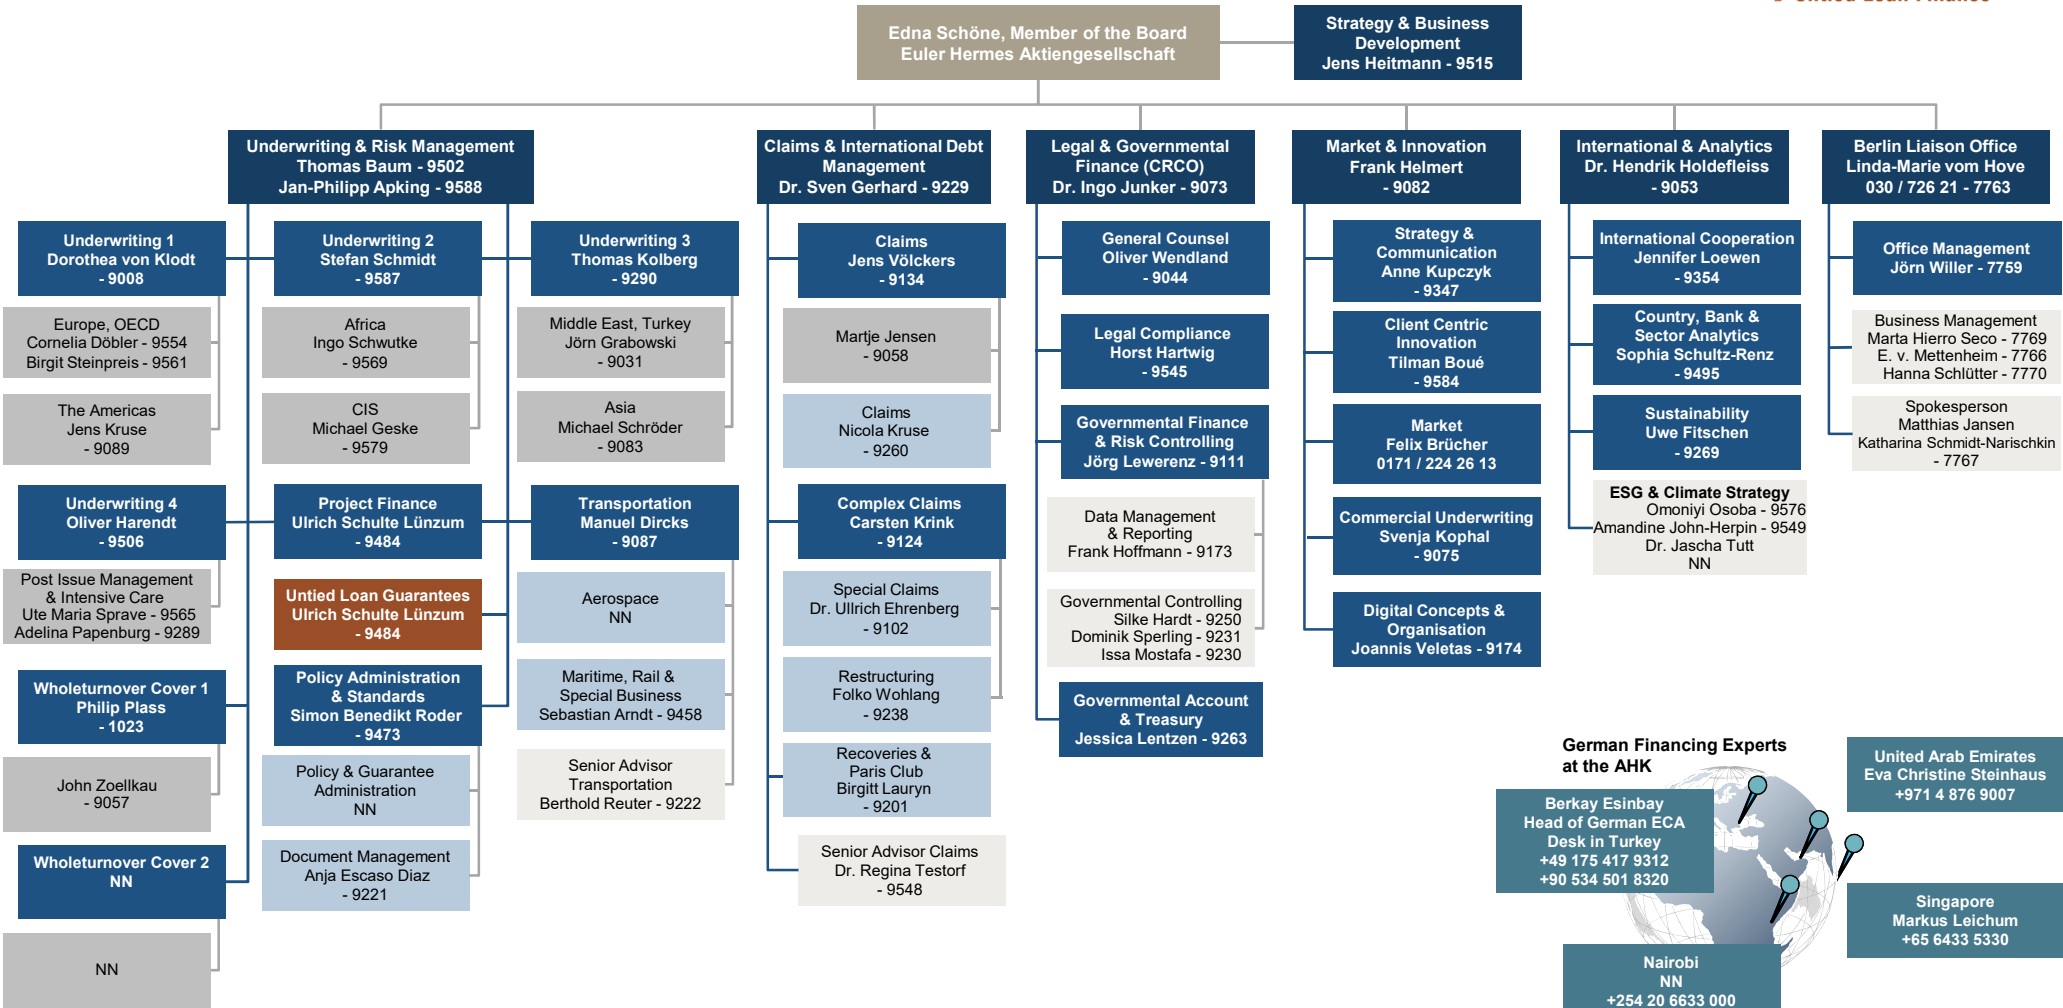 Untied Loan Finance
Edna Schöne, Member of the Board
Euler Hermes Aktiengesellschaft
Strategy & Business
Development
Jens Heitmann - 9515
Underwriting & Risk Management
Thomas Baum - 9502
Jan-Philipp Apking - 9588
Claims & International Debt
Management
Dr. Sven Gerhard - 9229
Legal & Governmental
Finance (CRCO)
Dr. Ingo Junker - 9073
Market & Innovation
Frank Helmert
- 9082
International & Analytics
Dr. Hendrik Holdefleiss
- 9053
Berlin Liaison Office
Linda-Marie vom Hove
030 / 726 21 - 7763
Underwriting 1
Dorothea von Klodt
- 9008
Europe, OECD
Cornelia Döbler - 9554
Birgit Steinpreis - 9561
The Americas
Jens Kruse
- 9089
Underwriting 4
Oliver Harendt
- 9506
Post Issue Management
& Intensive Care
Ute Maria Sprave - 9565
Adelina Papenburg - 9289
Wholeturnover Cover 1
Philip Plass
- 1023
John Zoellkau
- 9057
Wholeturnover Cover 2
NN
NN
Underwriting 2
Stefan Schmidt
- 9587
Africa
Ingo Schwutke
- 9569
CIS
Michael Geske
- 9579
Project Finance
Ulrich Schulte Lünzum
- 9484
Untied Loan Guarantees
Ulrich Schulte Lünzum
- 9484
Policy Administration
& Standards
Simon Benedikt Roder
- 9473
Policy & Guarantee
Administration
NN
Document Management
Anja Escaso Diaz
- 9221
Underwriting 3
Thomas Kolberg
- 9290
Middle East, Turkey
Jörn Grabowski
- 9031
Asia
Michael Schröder
- 9083
Transportation
Manuel Dircks
- 9087
Aerospace
NN
Maritime, Rail &
Special Business
Sebastian Arndt - 9458
Senior Advisor
Transportation
Berthold Reuter - 9222
Claims
Jens Völckers
- 9134
Martje Jensen
- 9058
Claims
Nicola Kruse
- 9260
Complex Claims
Carsten Krink
- 9124
Special Claims
Dr. Ullrich Ehrenberg
- 9102
Restructuring
Folko Wohlang
- 9238
Recoveries &
Paris Club
Birgitt Lauryn
- 9201
Senior Advisor Claims
Dr. Regina Testorf
- 9548
General Counsel
Oliver Wendland
- 9044
Legal Compliance
Horst Hartwig
- 9545
Governmental Finance
& Risk Controlling
Jörg Lewerenz - 9111
Data Management
& Reporting
Frank Hoffmann - 9173
Governmental Controlling
Silke Hardt - 9250
Dominik Sperling - 9231
Issa Mostafa - 9230
Governmental Account
& Treasury
Jessica Lentzen - 9263
Strategy &
Communication
Anne Kupczyk
- 9347
Client Centric
Innovation
Tilman Boué
- 9584
Market
Felix Brücher
0171 / 224 26 13
Commercial Underwriting
Svenja Kophal
- 9075
Digital Concepts &
Organisation
Joannis Veletas - 9174
International Cooperation
Jennifer Loewen
- 9354
Country, Bank &
Sector Analytics
Sophia Schultz-Renz
- 9495
Sustainability
Uwe Fitschen
- 9269
ESG & Climate Strategy
Omoniyi Osoba - 9576
Amandine John-Herpin - 9549
Dr. Jascha Tutt
NN
Office Management
Jörn Willer - 7759
Business Management
Marta Hierro Seco - 7769
E. v. Mettenheim - 7766
Hanna Schlütter - 7770
Spokesperson
Matthias Jansen
Katharina Schmidt-Narischkin
- 7767
German Financing Experts
at the AHK
Berkay Esinbay
Head of German ECA
Desk in Turkey
+49 175 417 9312
+90 534 501 8320
United Arab Emirates
Eva Christine Steinhaus
+971 4 876 9007
Singapore
Markus Leichum
+65 6433 5330
Nairobi
NN
+254 20 6633 000